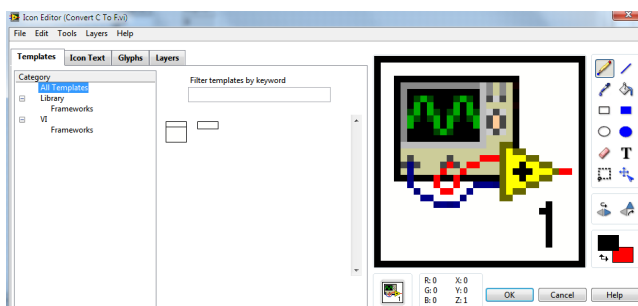 Icon Editor (Convert C To F.vi)
File Edit Tools Layers Help
Templates Icon Text Glyphs Layers
Category
All Templates
Library
Frameworks
VI
Frameworks
Filter templates by keyword
1
T
1
R: 0 X: 0
G: 0 Y: 0
B: 0 Z: 1
OK Cancel Help